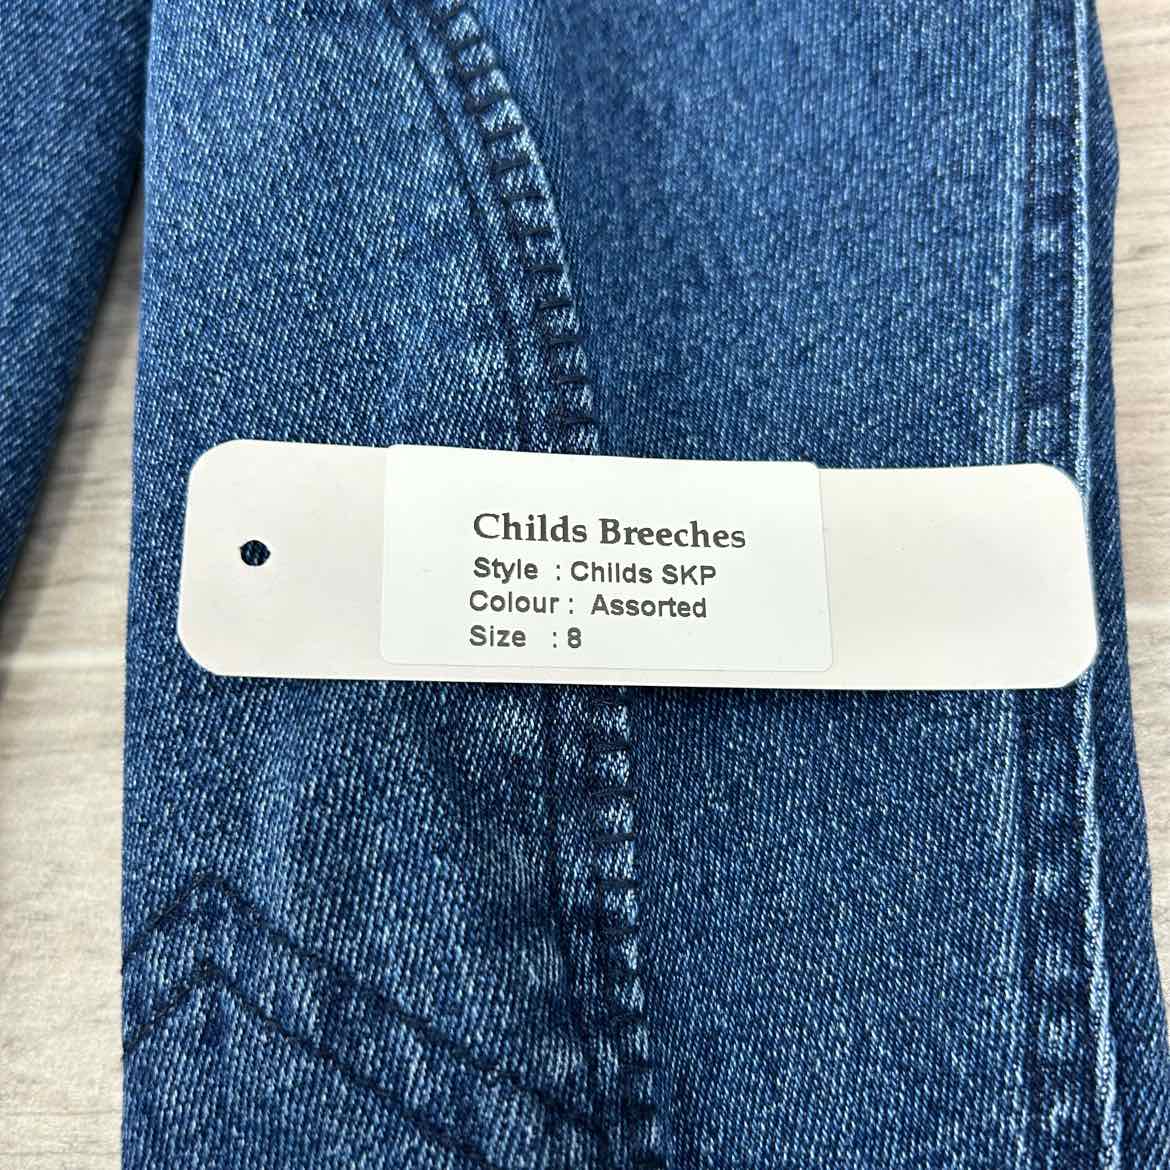 Childs Breeches
Style : Childs SKP
Colour : Assorted
Size : 8